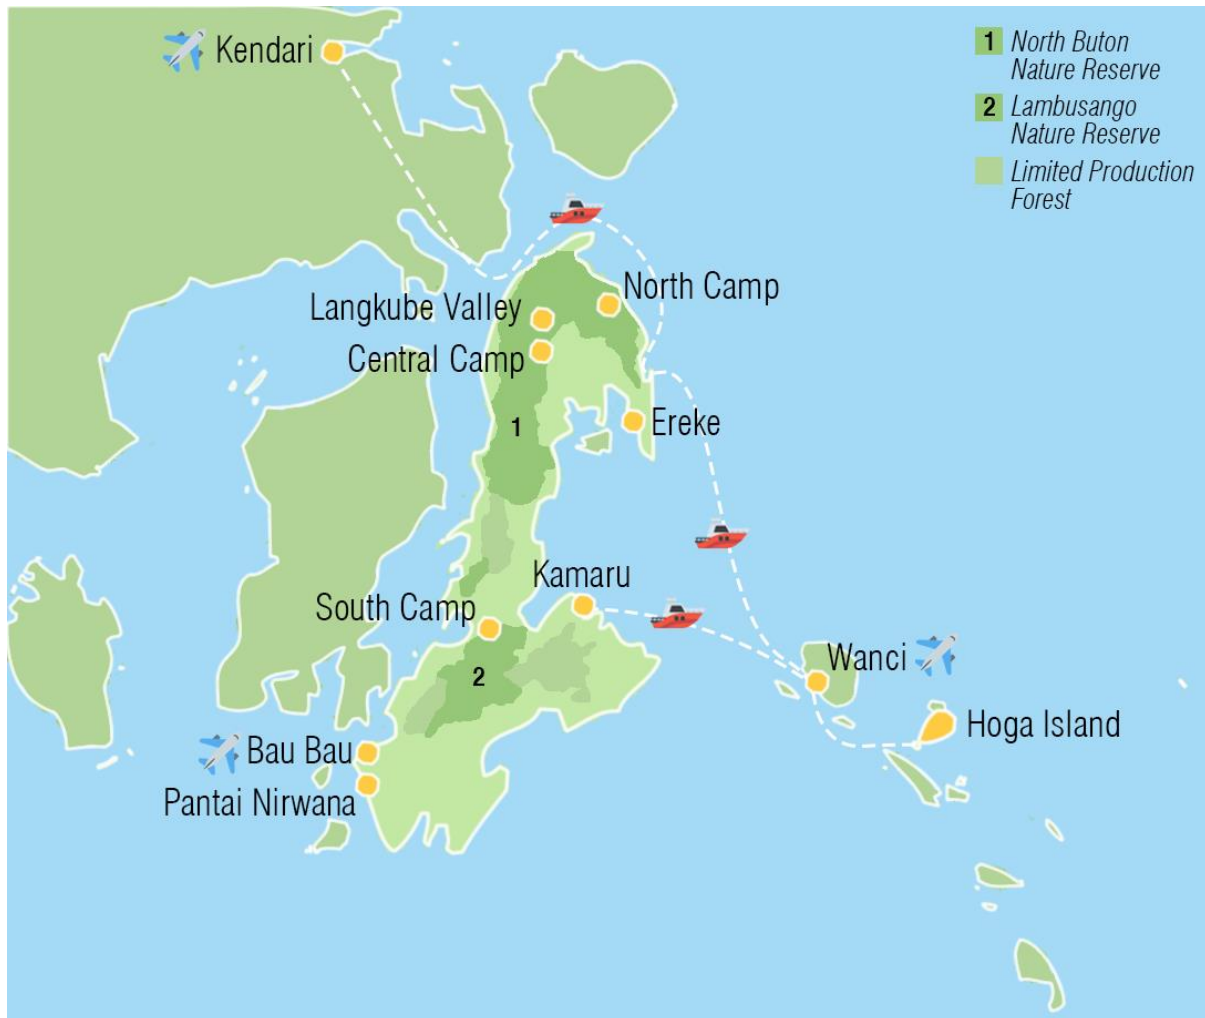 Kendari
1 North Buton
Nature Reserve
2 Lambusango
Nature Reserve
Limited Production
Forest
North Camp
Langkube Valley
Central Camp
1
Ereke
Kamaru
South Camp
2
Wanci
Hoga Island
Bau Bau
Pantai Nirwana